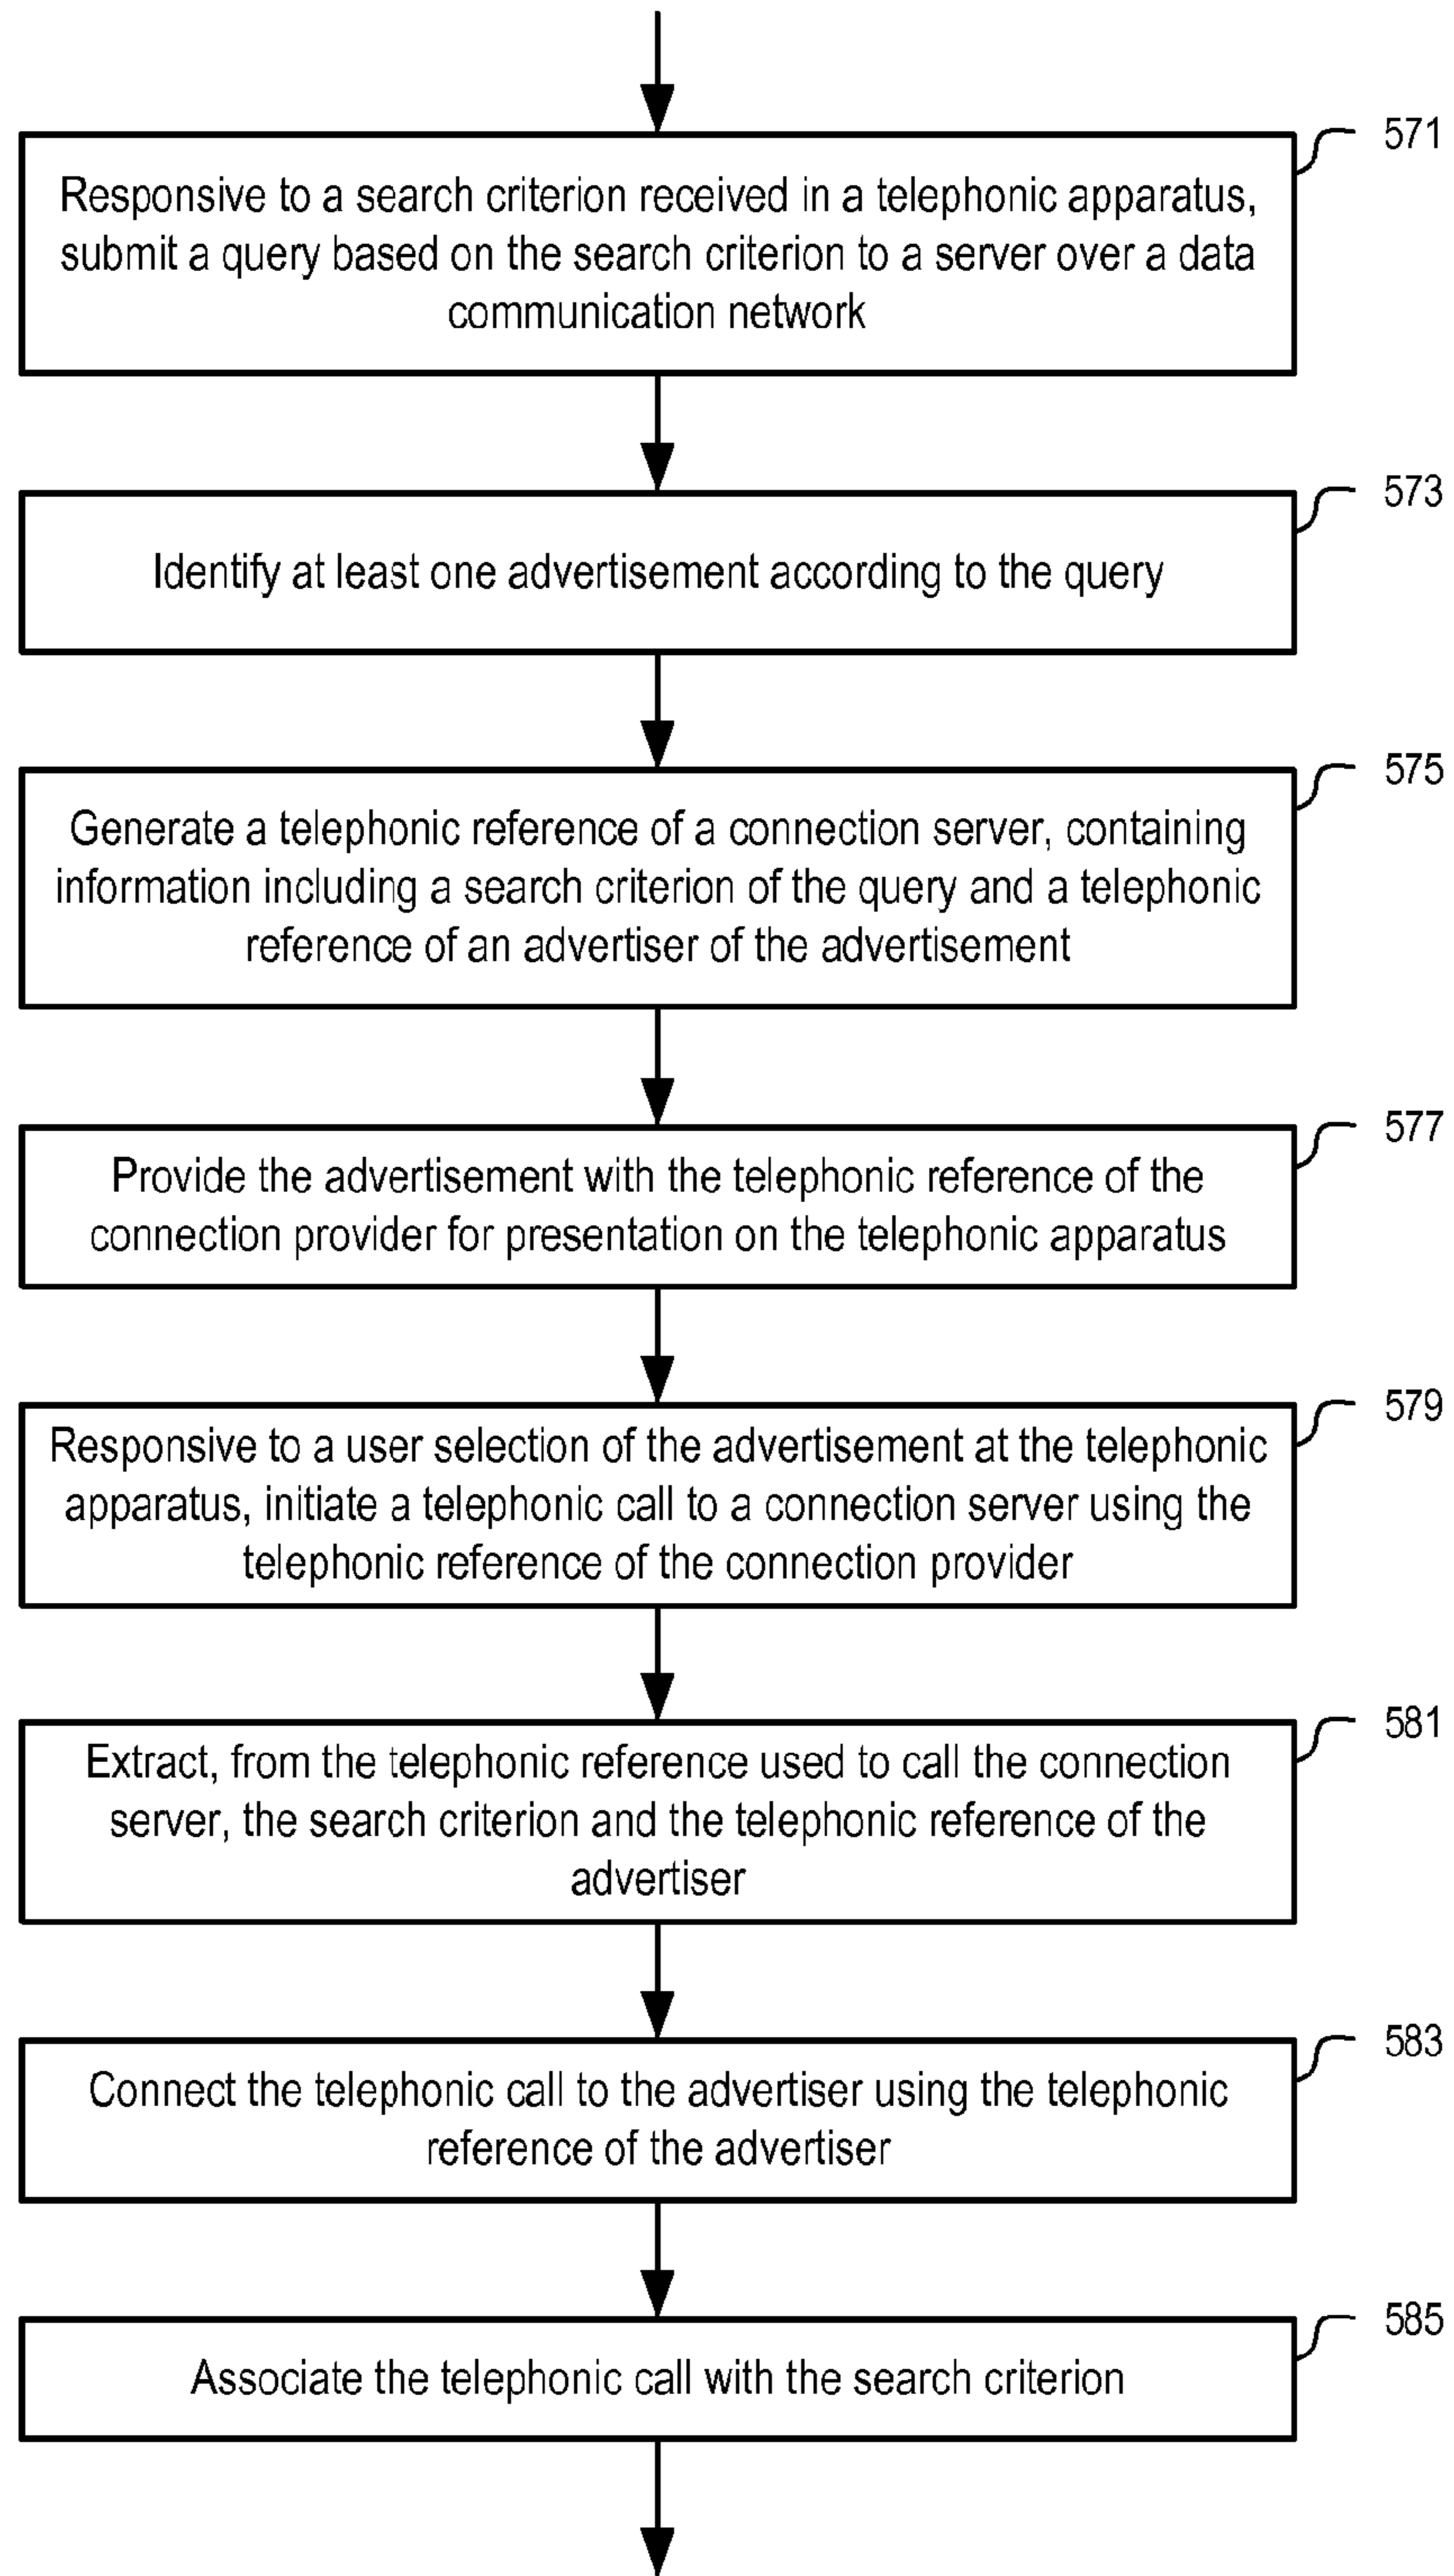 571
Responsive to a search criterion received in a telephonic apparatus,
submit a query based on the search criterion to a server over a data
communication network
573
Identify at least one advertisement according to the query
575
Generate a telephonic reference of a connection server, containing
information including a search criterion of the query and a telephonic
reference of an advertiser of the advertisement
577
Provide the advertisement with the telephonic reference of the
connection provider for presentation on the telephonic apparatus
579
Responsive to a user selection of the advertisement at the telephonic
apparatus, initiate a telephonic call to a connection server using the
telephonic reference of the connection provider
581
Extract, from the telephonic reference used to call the connection
server, the search criterion and the telephonic reference of the
advertiser
583
Connect the telephonic call to the advertiser using the telephonic
reference of the advertiser
585
Associate the telephonic call with the search criterion